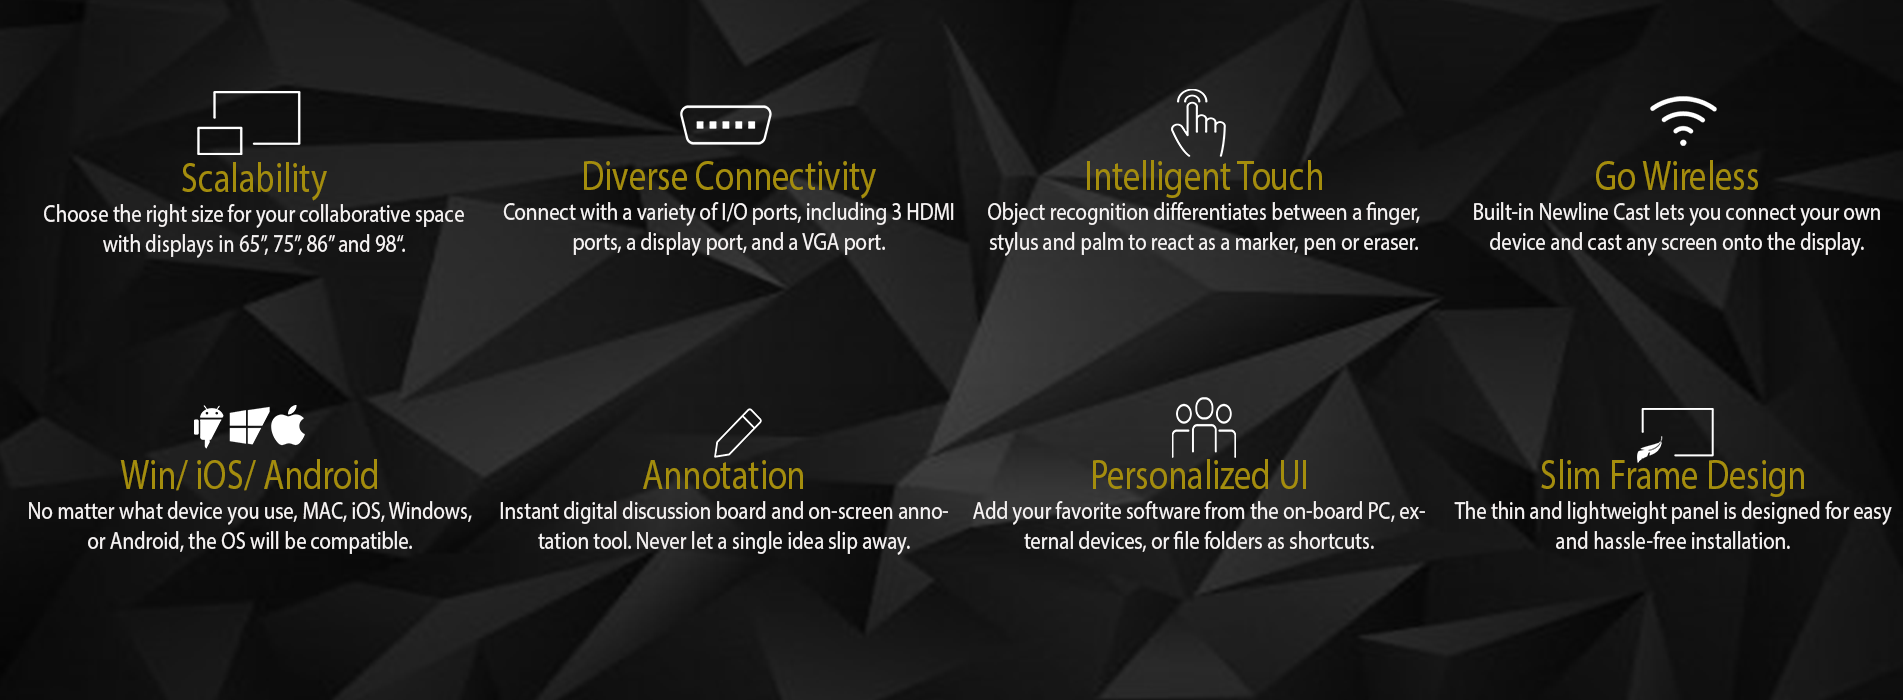 Scalability
Choose the right size for your collaborative space
with displays in 65”, 75”, 86” and 98“.
Diverse Connectivity
Connect with a variety of I/O ports, including 3 HDMI
ports, a display port, and a VGA port.
Intelligent Touch
Object recognition differentiates between a finger,
stylus and palm to react as a marker, pen or eraser.
Go Wireless
Built-in Newline Cast lets you connect your own
device and cast any screen onto the display.
Win/ iOS/ Android
No matter what device you use, MAC, iOS, Windows,
or Android, the OS will be compatible.
Annotation
Instant digital discussion board and on-screen anno-
tation tool. Never let a single idea slip away.
Personalized UI
Add your favorite software from the on-board PC, ex-
ternal devices, or file folders as shortcuts.
Slim Frame Design
The thin and lightweight panel is designed for easy
and hassle-free installation.